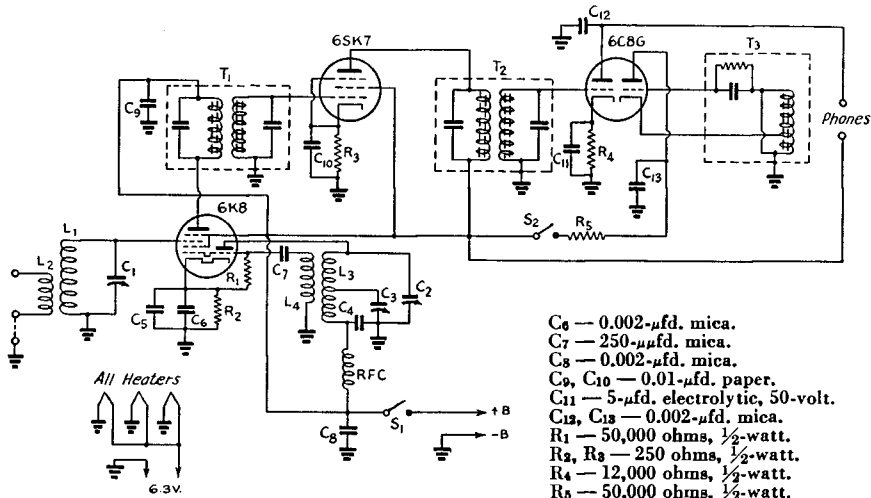 C12
6SK7
6C8G
T1
T2
T3
C9
C10
R3
C11
R4
C13
Phones
6K8
S2
R5
L1
L2
C1
R1
C7
L3
C2
C3
L4
C4
C5
C6
R2
RFC
All Heaters
6.3V.
C8
S1
+B
-B
C6 — 0.002-μfd. mica.
C7 — 250-μμfd. mica.
C8 — 0.002-μfd. mica.
C9, C10 — 0.01-μfd. paper.
C11 — 5-μfd. electrolytic, 50-volt.
C12, C13 — 0.002-μfd. mica.
R1 — 50,000 ohms, ½-watt.
R2, R3 — 250 ohms, ½-watt.
R4 — 12,000 ohms, ½-watt.
R5 — 50,000 ohms, ½-watt.